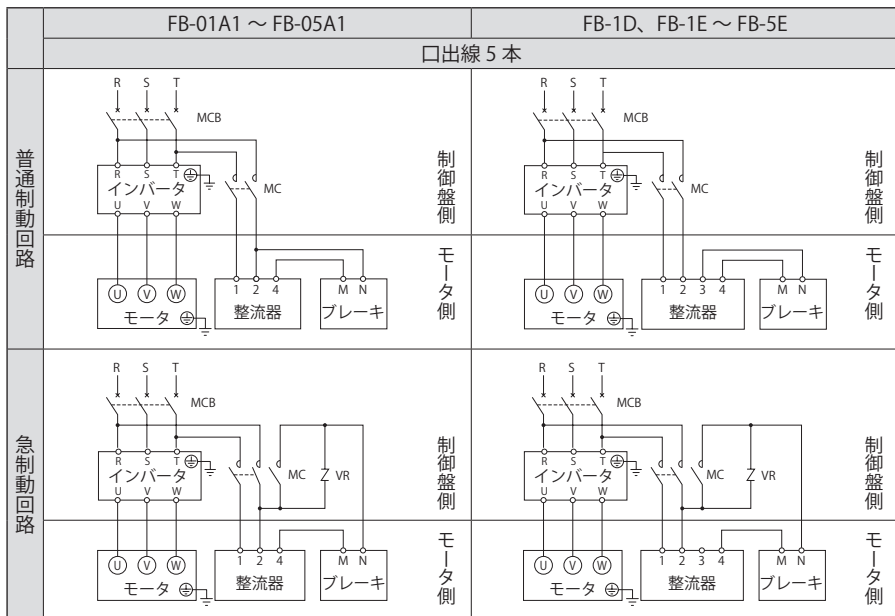 FB-01A1 ～ FB-05A1
FB-1D、FB-1E ～ FB-5E
口出線 5 本
普通制動回路
R S T
MCB
R S T
インバータ
U V W
MC
制御盤側
U V W
モータ
1 2 4
整流器
M N
ブレーキ
モータ側
R S T
MCB
R S T
インバータ
U V W
MC
制御盤側
U V W
モータ
1 2 3 4
整流器
M N
ブレーキ
モータ側
急制動回路
R S T
MCB
R S T
インバータ
U V W
MC
VR
制御盤側
U V W
モータ
1 2 4
整流器
M N
ブレーキ
モータ側
R S T
MCB
R S T
インバータ
U V W
MC
VR
制御盤側
U V W
モータ
1 2 3 4
整流器
M N
ブレーキ
モータ側